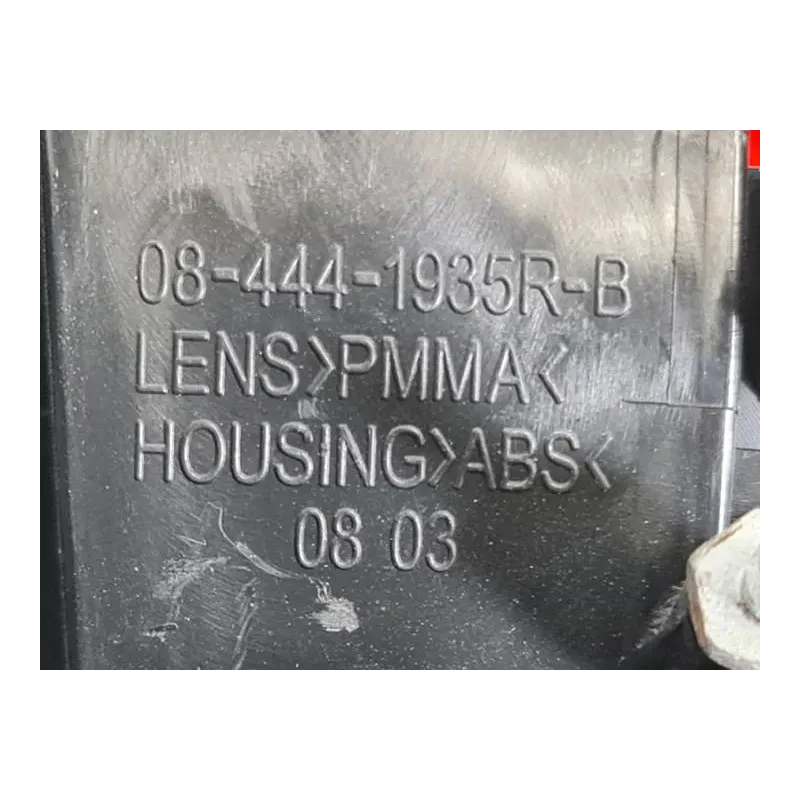 08-444-1935R-B
LENS>PMMA<
HOUSING>ABS<
08 03